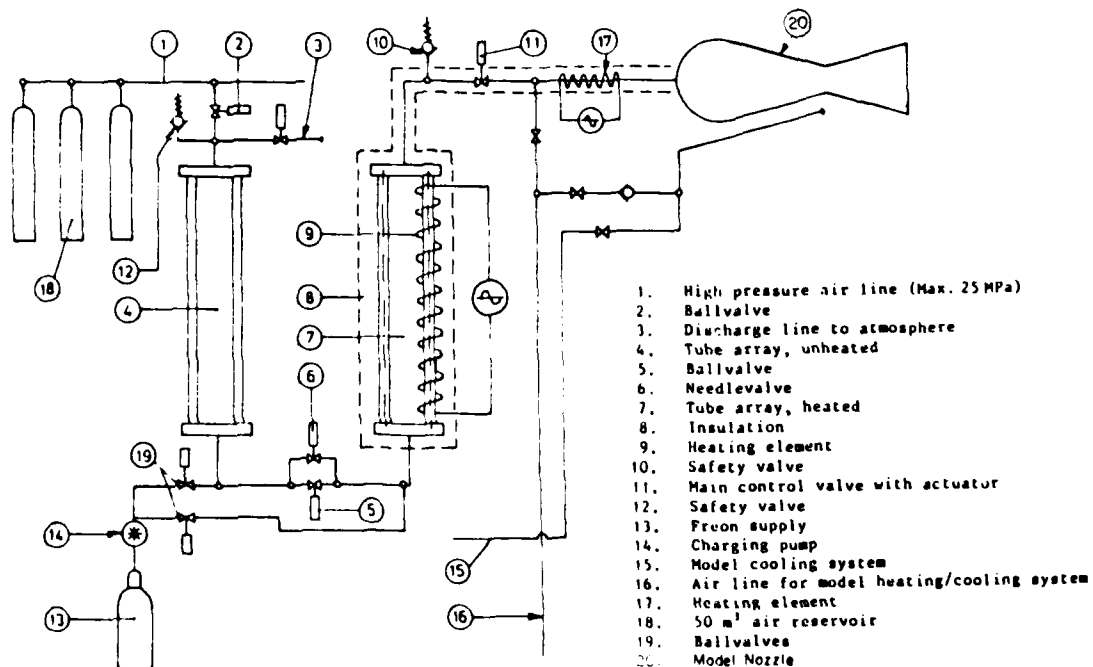 1
2
3
10
11
17
20
12
18
4
9
8
7
6
19
5
14
13
15
16
1. High pressure air line (Max. 25 MPa)
2. Ballvalve
3. Discharge line to atmosphere
4. Tube array, unheated
5. Ballvalve
6. Needlevalve
7. Tube array, heated
8. Insulation
9. Heating element
10. Safety valve
11. Main control valve with actuator
12. Safety valve
13. Freon supply
14. Charging pump
15. Model cooling system
16. Air line for model heating/cooling system
17. Heating element
18. 50 m³ air reservoir
19. Ballvalves
20. Model Nozzle